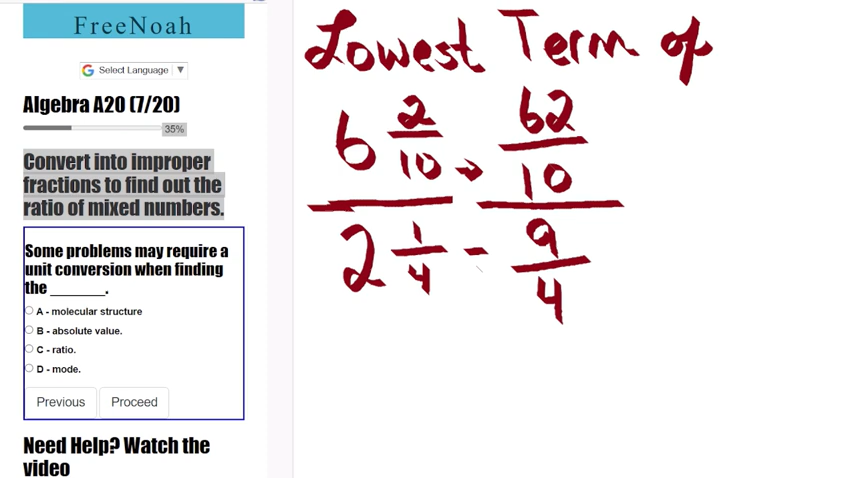 FreeNoah
Select Language ▼
Algebra A20 (7/20)
35%
Convert into improper
fractions to find out the
ratio of mixed numbers.
Some problems may require a
unit conversion when finding
the ______.
A - molecular structure
B - absolute value.
C - ratio.
D - mode.
Previous Proceed
Need Help? Watch the
video
Lowest Term of
6 2/10 → 62/10
2 1/4 - 9/4